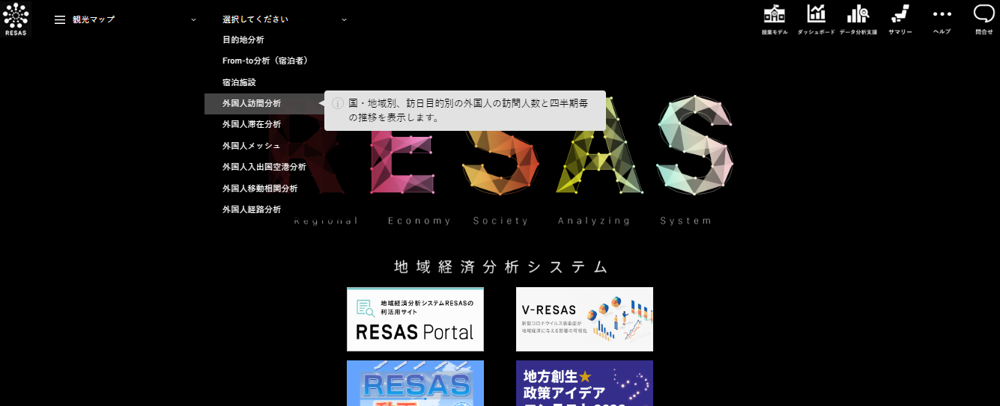 RESAS
観光マップ
選択してください
目的地分析
From-to分析（宿泊者）
宿泊施設
外国人訪問分析
外国人滞在分析
外国人メッシュ
外国人入出国空港分析
外国人移動相関分析
外国人経路分析
国・地域別、訪日目的別の外国人の訪問人数と四半期毎
の推移を表示します。
授業モデル
ダッシュボード
データ分析支援
サマリー
ヘルプ
問合せ
RESAS
Regional Economy Society Analyzing System
地域経済分析システム
地域経済分析システムRESASの
利活用サイト
RESAS Portal
V-RESAS
新型コロナウイルス感染症が
地域経済に与える影響の可視化
RESAS
動画
地方創生★
政策アイデア